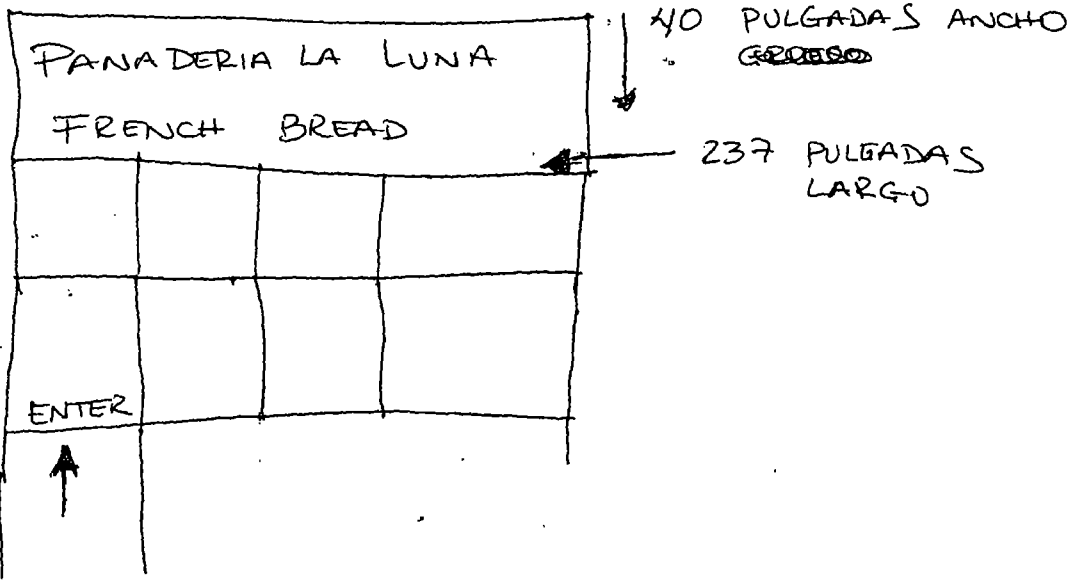 PANADERIA LA LUNA
FRENCH BREAD
40 PULGADAS ANCHO
237 PULGADAS
LARGO
ENTER